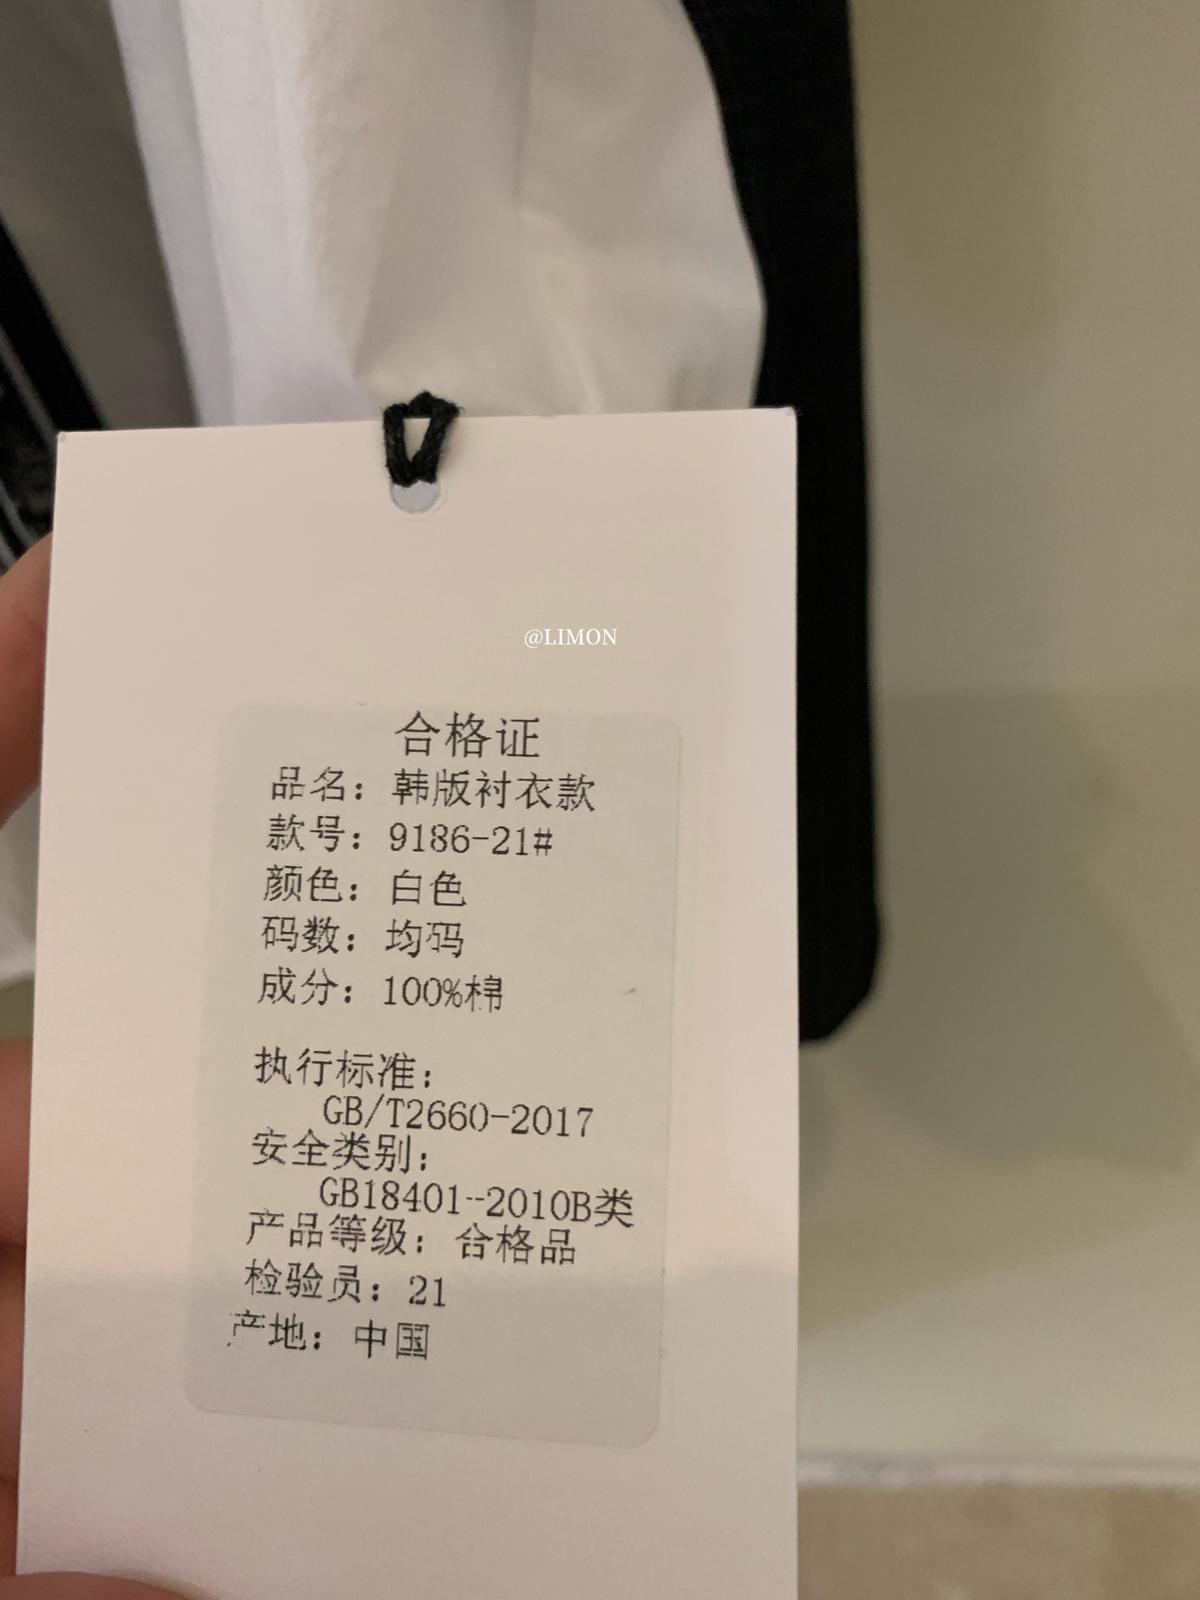 @LIMON
合格证
品名：韩版衬衣款
款号：9186-21#
颜色：白色
码数：均码
成分：100%棉
执行标准：
GB/T2660-2017
安全类别：
GB18401--2010B类
产品等级：合格品
检验员：21
产地：中国